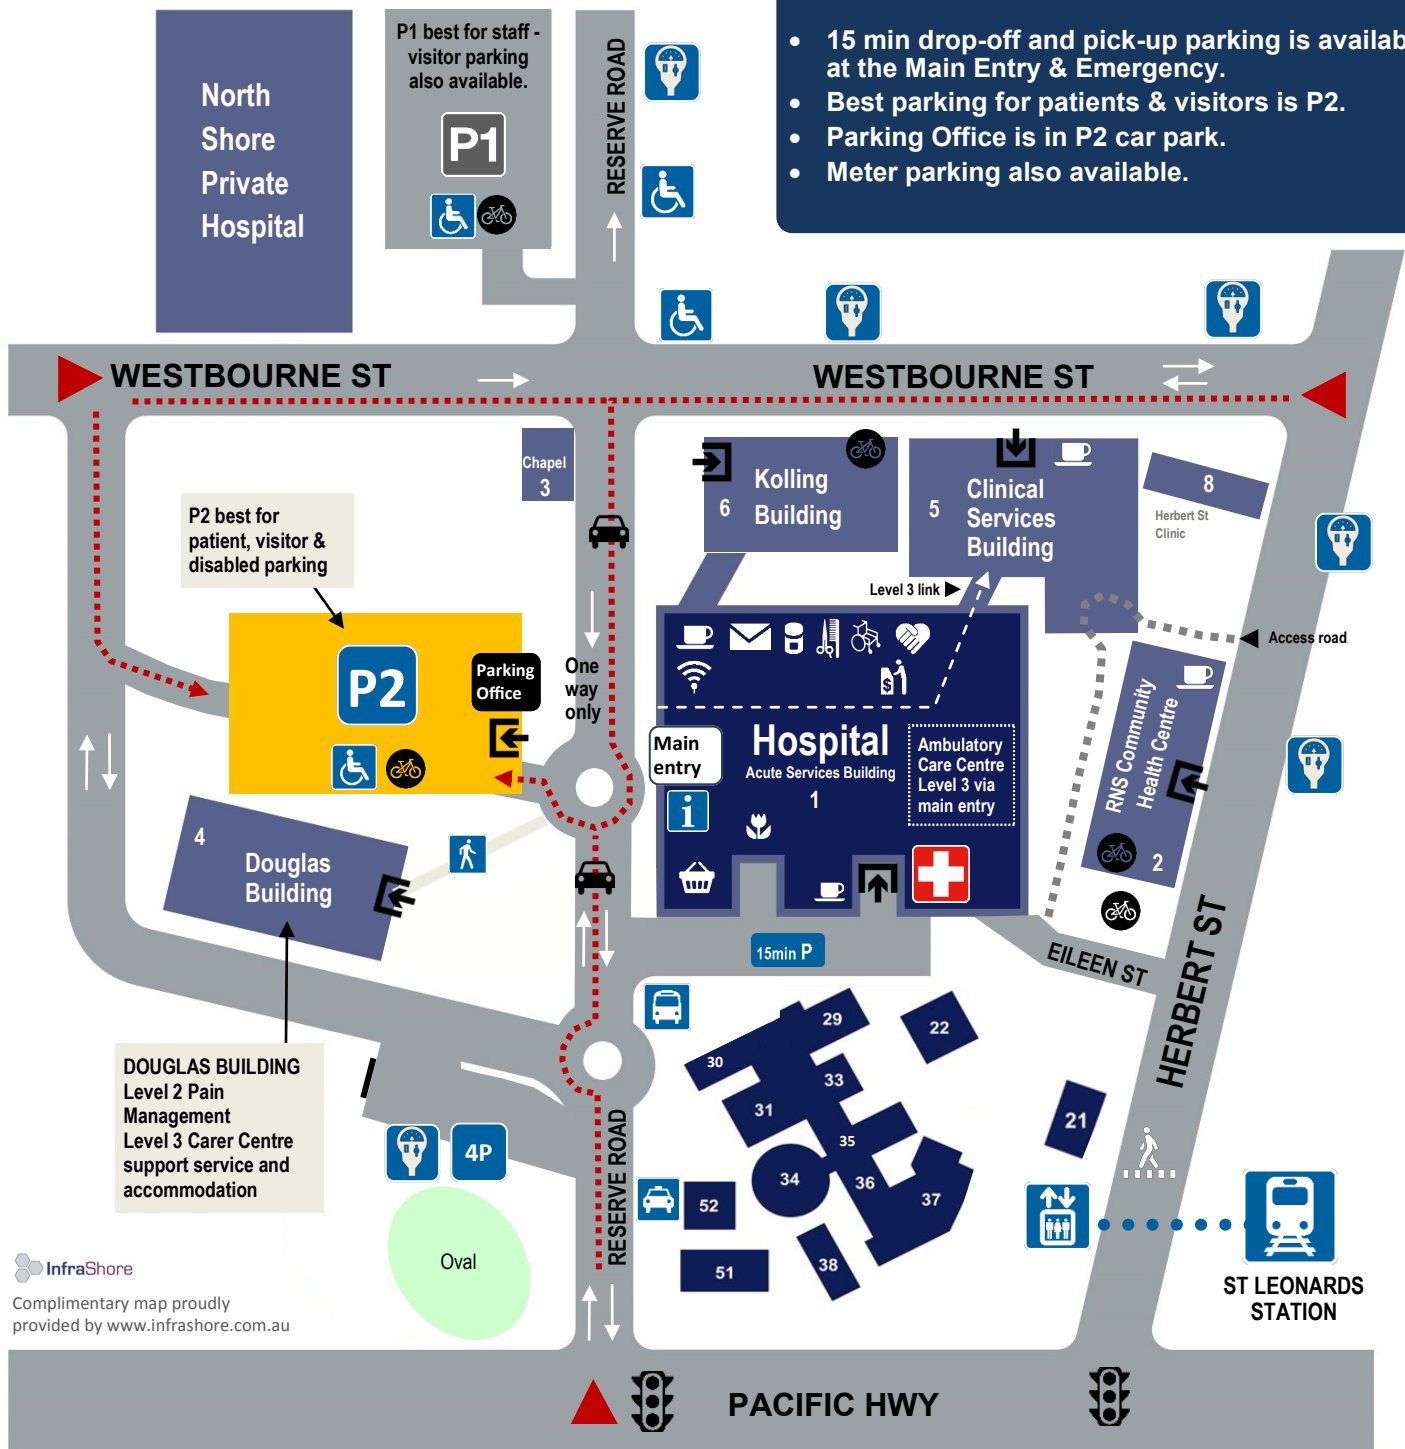 P1 best for staff -
visitor parking
also available.
P1
RESERVE ROAD
• 15 min drop-off and pick-up parking is availab
at the Main Entry & Emergency.
• Best parking for patients & visitors is P2.
• Parking Office is in P2 car park.
• Meter parking also available.
North
Shore
Private
Hospital
WESTBOURNE ST
WESTBOURNE ST
Chapel
3
6
Kolling
Building
5
Clinical
Services
Building
8
Herbert St
Clinic
P2 best for
patient, visitor &
disabled parking
Level 3 link
Access road
P2
Parking
Office
One
way
only
Main
entry
i
Hospital
Acute Services Building
1
Ambulatory
Care Centre
Level 3 via
main entry
$
RNS Community
Health Centre
2
4
Douglas
Building
15min P
EILEEN ST
HERBERT ST
DOUGLAS BUILDING
Level 2 Pain
Management
Level 3 Carer Centre
support service and
accommodation
29
22
30
33
31
35
21
34
36
37
52
38
51
4P
RESERVE ROAD
Oval
ST LEONARDS
STATION
InfraShore
Complimentary map proudly
provided by www.infrashore.com.au
PACIFIC HWY